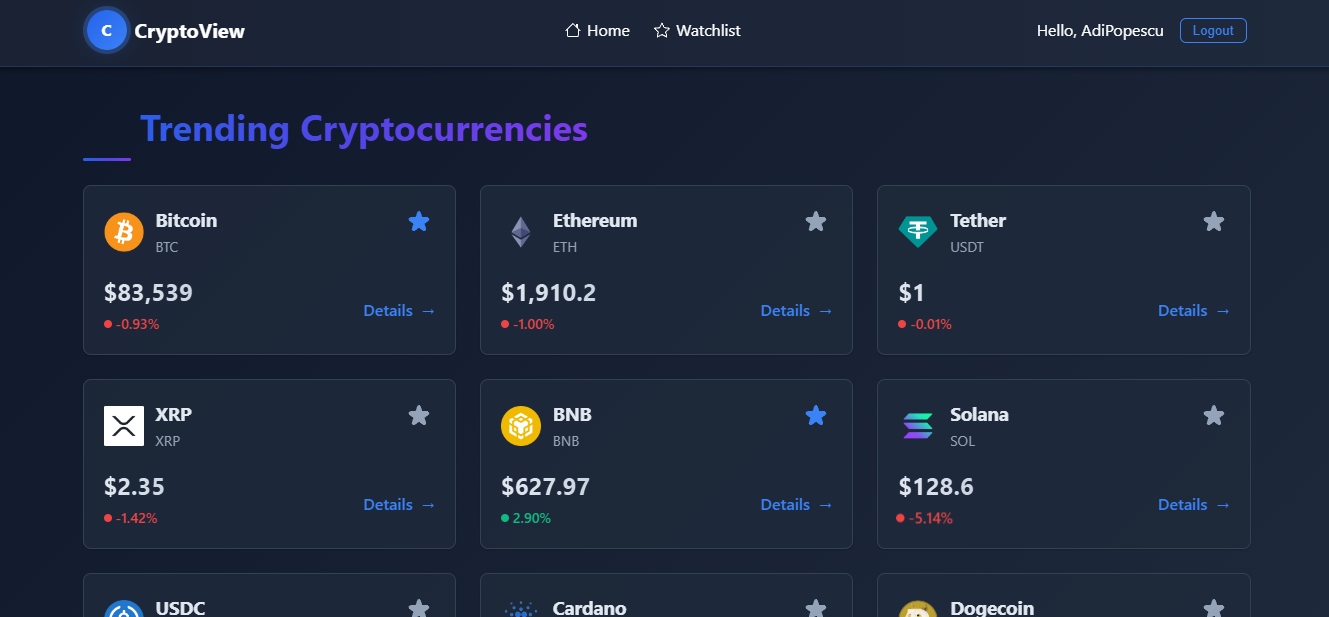 C CryptoView Home Watchlist Hello, AdiPopescu Logout
Trending Cryptocurrencies
Bitcoin
BTC
$83,539
-0.93%
Details →
Ethereum
ETH
$1,910.2
-1.00%
Details →
Tether
USDT
$1
-0.01%
Details →
XRP
XRP
$2.35
-1.42%
Details →
BNB
BNB
$627.97
2.90%
Details →
Solana
SOL
$128.6
-5.14%
Details →
USDC
Cardano
Dogecoin